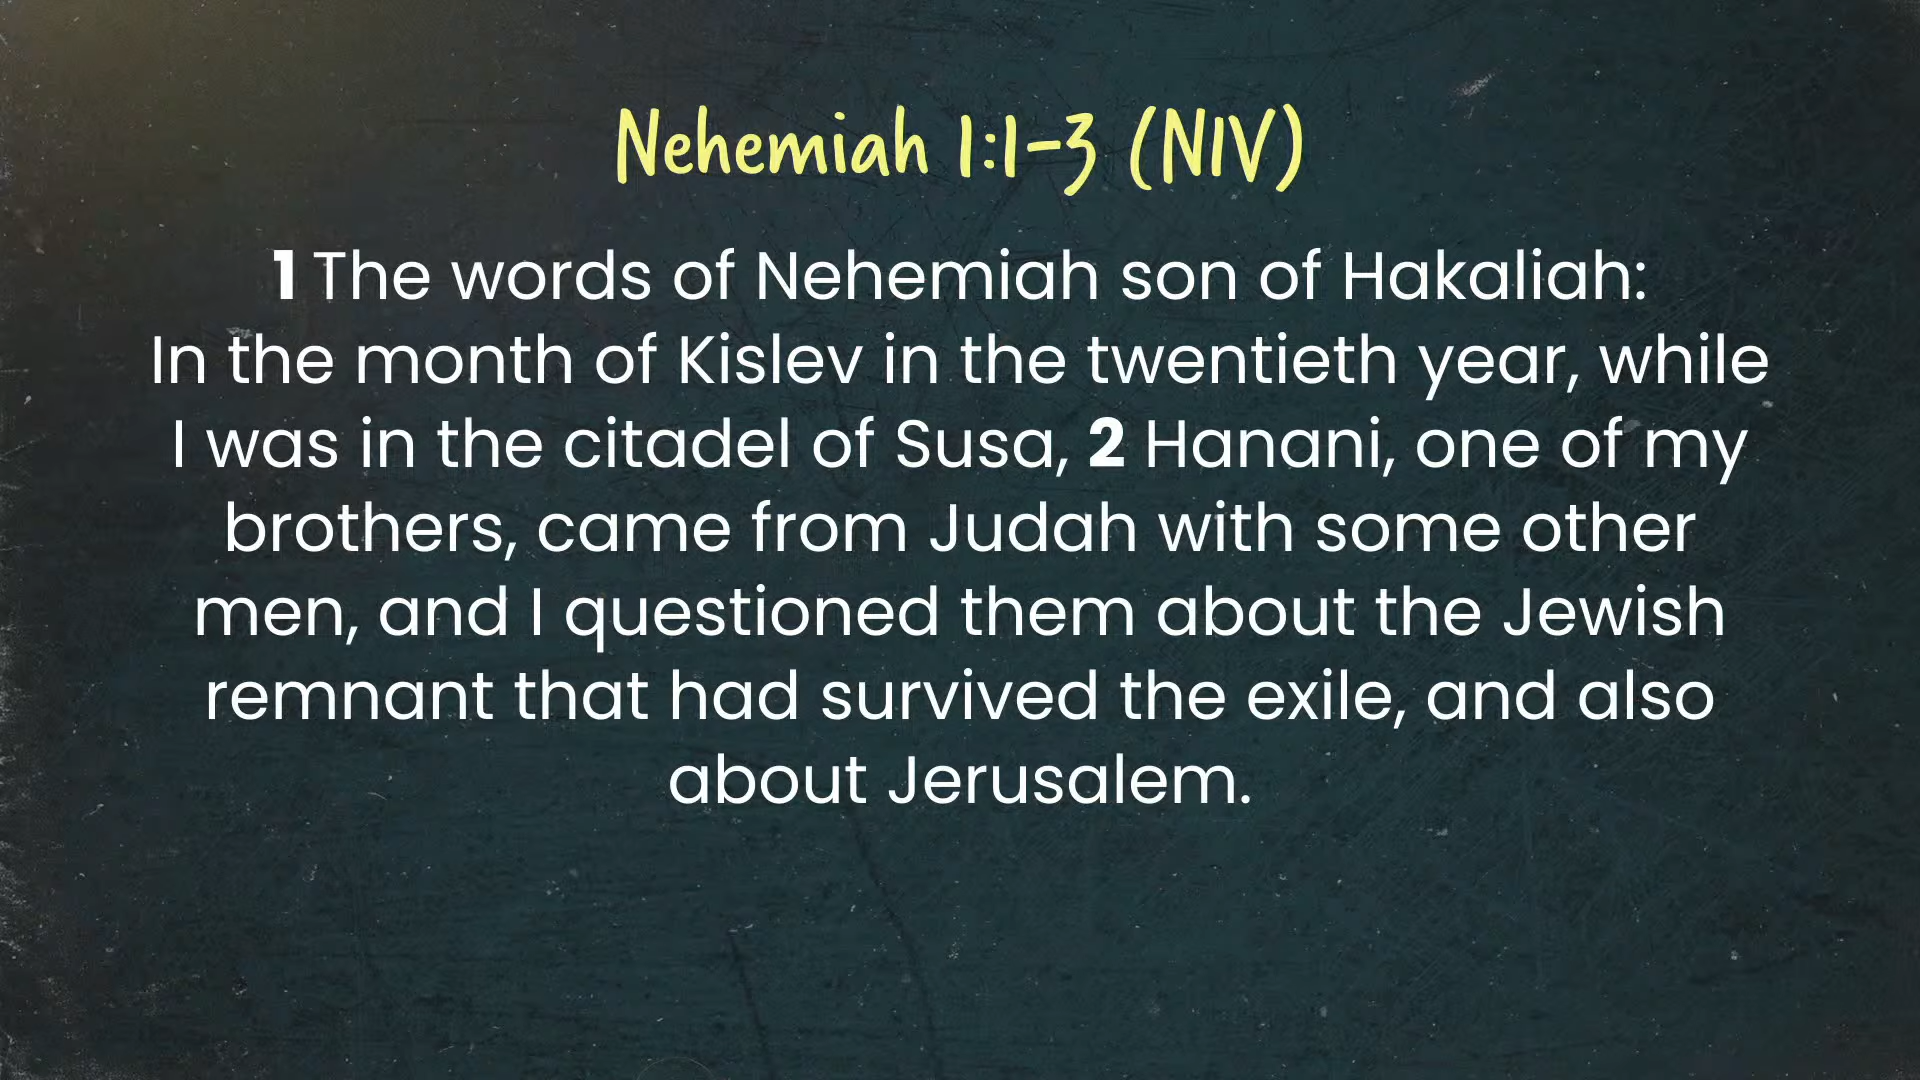 Nehemiah 1:1-3 (NIV)
1 The words of Nehemiah son of Hakaliah:
In the month of Kislev in the twentieth year, while
I was in the citadel of Susa, 2 Hanani, one of my
brothers, came from Judah with some other
men, and I questioned them about the Jewish
remnant that had survived the exile, and also
about Jerusalem.